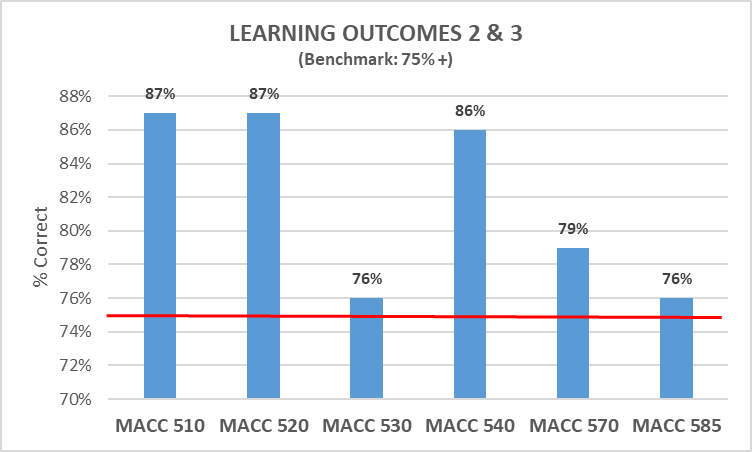 LEARNING OUTCOMES 2 & 3
(Benchmark: 75% +)
% Correct
88%
86%
84%
82%
80%
78%
76%
74%
72%
70%
87%
87%
76%
86%
79%
76%
MACC 510
MACC 520
MACC 530
MACC 540
MACC 570
MACC 585